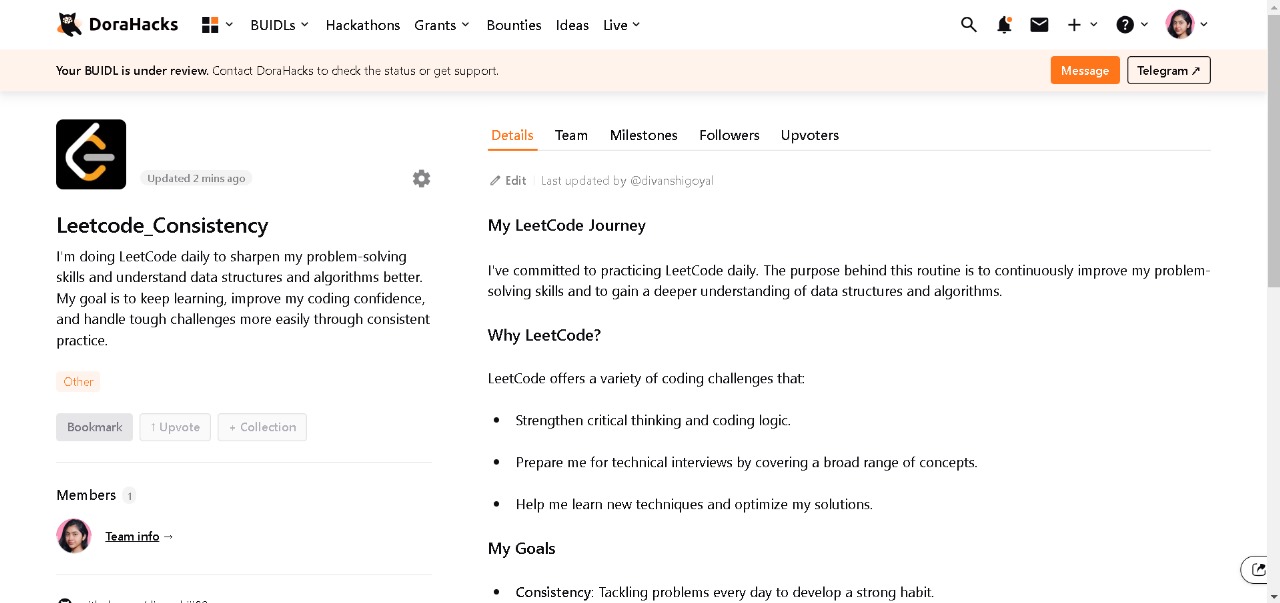 DoraHacks BUIDLs Hackathons Grants Bounties Ideas Live
Your BUIDL is under review. Contact DoraHacks to check the status or get support. Message Telegram ↗
Updated 2 mins ago
Leetcode_Consistency
I'm doing LeetCode daily to sharpen my problem-solving
skills and understand data structures and algorithms better.
My goal is to keep learning, improve my coding confidence,
and handle tough challenges more easily through consistent
practice.
Other
Bookmark ↑ Upvote + Collection
Members 1
Team info →
Details Team Milestones Followers Upvoters
Edit Last updated by @divanshigoyal
My LeetCode Journey
I've committed to practicing LeetCode daily. The purpose behind this routine is to continuously improve my problem-
solving skills and to gain a deeper understanding of data structures and algorithms.
Why LeetCode?
LeetCode offers a variety of coding challenges that:
• Strengthen critical thinking and coding logic.
• Prepare me for technical interviews by covering a broad range of concepts.
• Help me learn new techniques and optimize my solutions.
My Goals
• Consistency: Tackling problems every day to develop a strong habit.